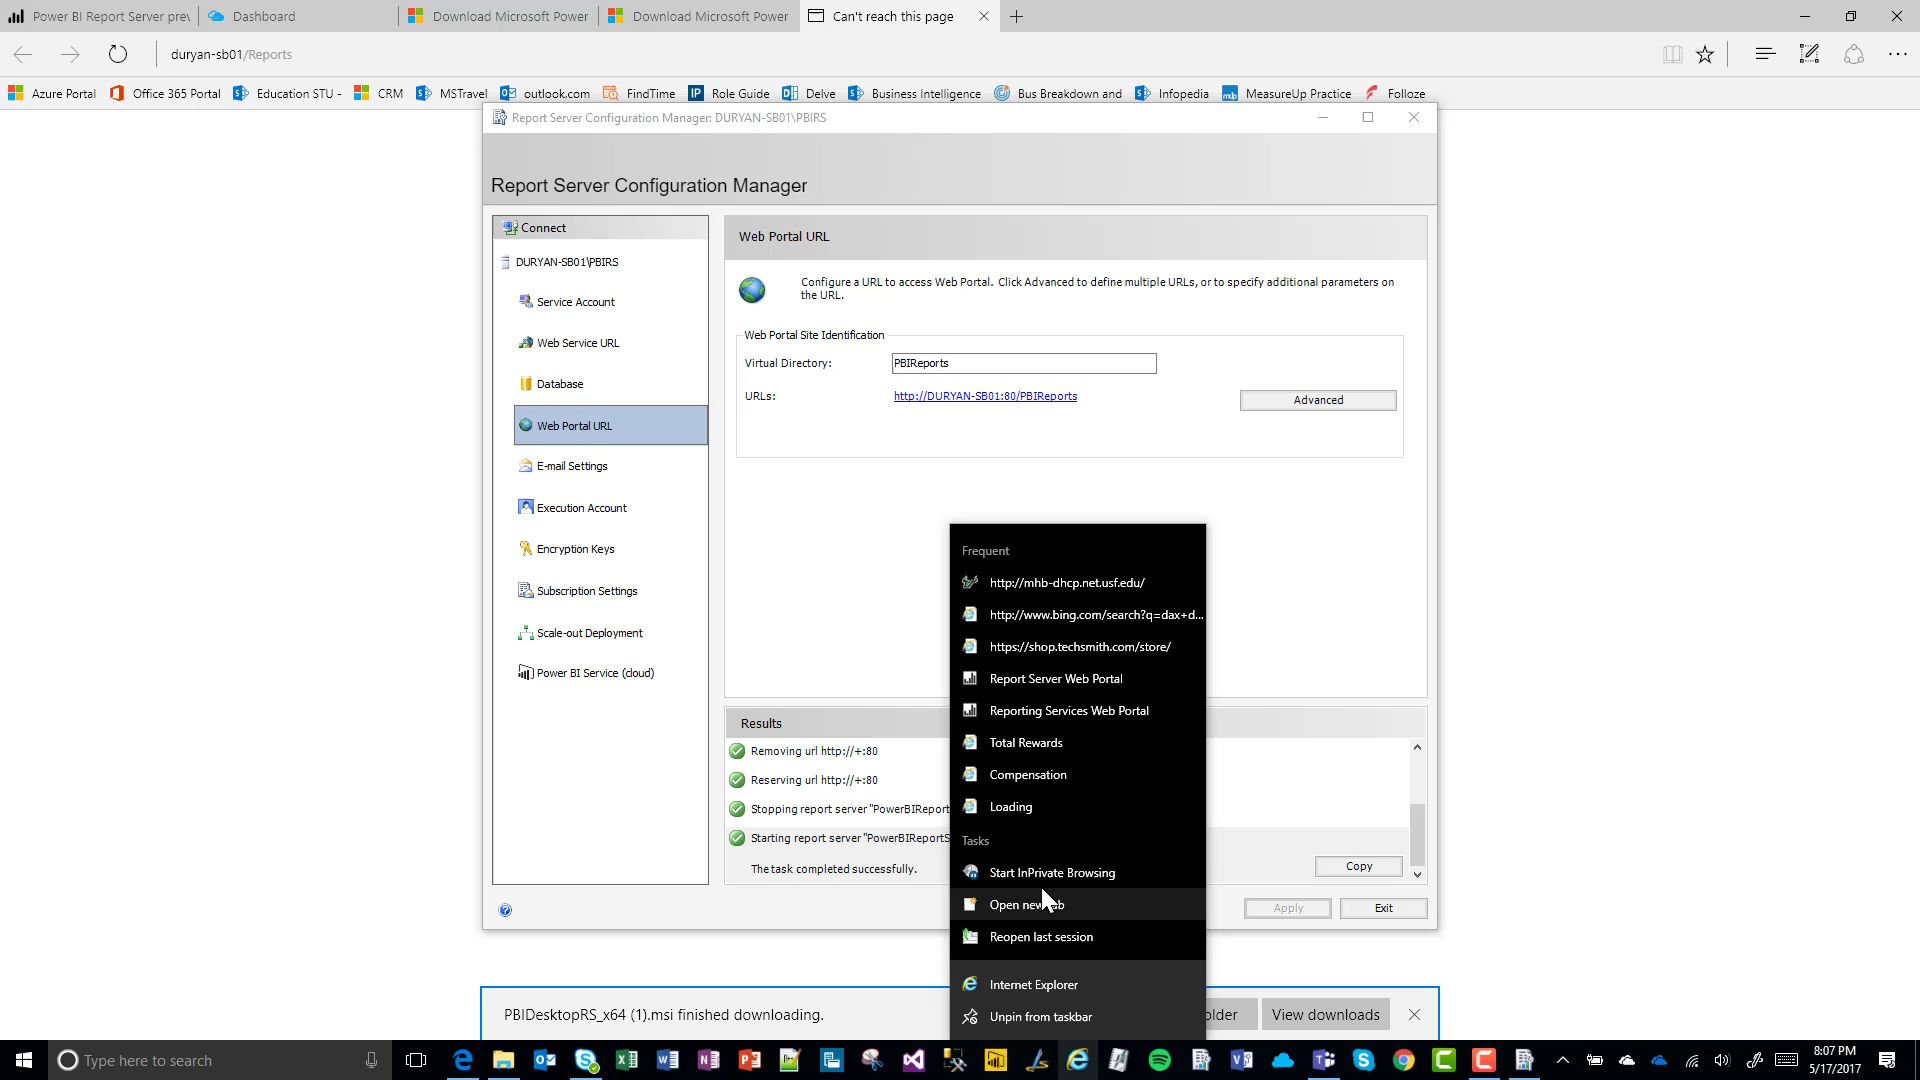 Power BI Report Server prev
Dashboard
Download Microsoft Power
Download Microsoft Power
Can't reach this page
duryan-sb01/Reports
Azure Portal
Office 365 Portal
Education STU -
CRM
MSTravel
outlook.com
FindTime
Role Guide
Delve
Business Intelligence
Bus Breakdown and
Infopedia
MeasureUp Practice
Folloze
Report Server Configuration Manager: DURYAN-SB01\PBIRS
Report Server Configuration Manager
Connect
DURYAN-SB01\PBIRS
Service Account
Web Service URL
Database
Web Portal URL
E-mail Settings
Execution Account
Encryption Keys
Subscription Settings
Scale-out Deployment
Power BI Service (cloud)
Web Portal URL
Configure a URL to access Web Portal. Click Advanced to define multiple URLs, or to specify additional parameters on
the URL.
Web Portal Site Identification
Virtual Directory:
PBIReports
URLs:
http://DURYAN-SB01:80/PBIReports
Advanced
Results
Removing url http://+:80
Reserving url http://+:80
Stopping report server "PowerBIReport
Starting report server "PowerBIReportS
The task completed successfully.
Copy
Apply
Exit
Frequent
http://mhb-dhcp.net.usf.edu/
http://www.bing.com/search?q=dax+d...
https://shop.techsmith.com/store/
Report Server Web Portal
Reporting Services Web Portal
Total Rewards
Compensation
Loading
Tasks
Start InPrivate Browsing
Open new tab
Reopen last session
Internet Explorer
Unpin from taskbar
PBIDesktopRS_x64 (1).msi finished downloading.
older
View downloads
Type here to search
8:07 PM
5/17/2017